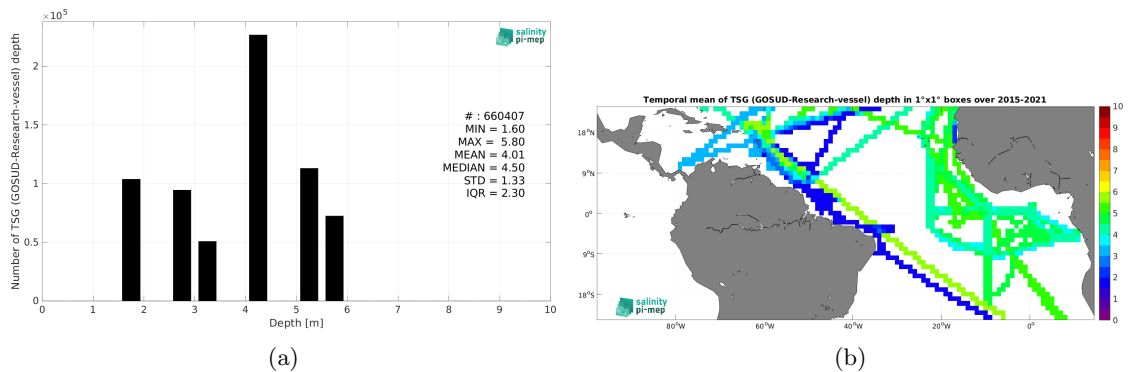 ×10⁵
2
1.5
1
0.5
0
Number of TSG (GOSUD-Research-vessel) depth
salinity
pi-mep
# : 660407
MIN = 1.60
MAX = 5.80
MEAN = 4.01
MEDIAN = 4.50
STD = 1.33
IQR = 2.30
0 1 2 3 4 5 6 7 8 9 10
Depth [m]
(a)
Temporal mean of TSG (GOSUD-Research-vessel) depth in 1°x1° boxes over 2015-2021
18°N
9°N
0°
9°S
18°S
80°W 60°W 40°W 20°W 0°
salinity
pi-mep
10
9
8
7
6
5
4
3
2
1
0
(b)